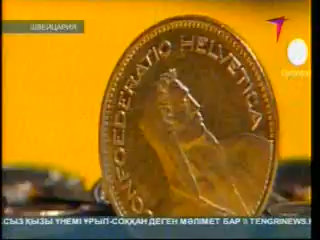 ШВЕЙЦАРИЯ
CONFOEDERATIO HELVETICA
СЫЗ ҚЫЗЫ ҮНЕМІ ҰРЫП-СОҚҚАН ДЕГЕН МӘЛІМЕТ БАР \\ TENGRINEWS.K